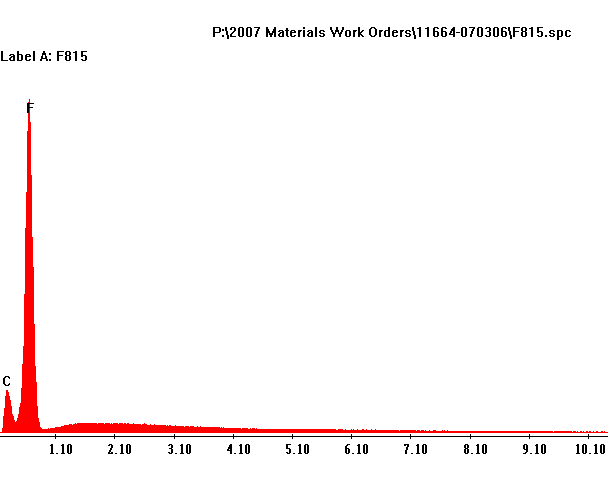 P:\2007 Materials Work Orders\11664-070306\F815.spc
Label A: F815
F
C
1.10 2.10 3.10 4.10 5.10 6.10 7.10 8.10 9.10 10.10